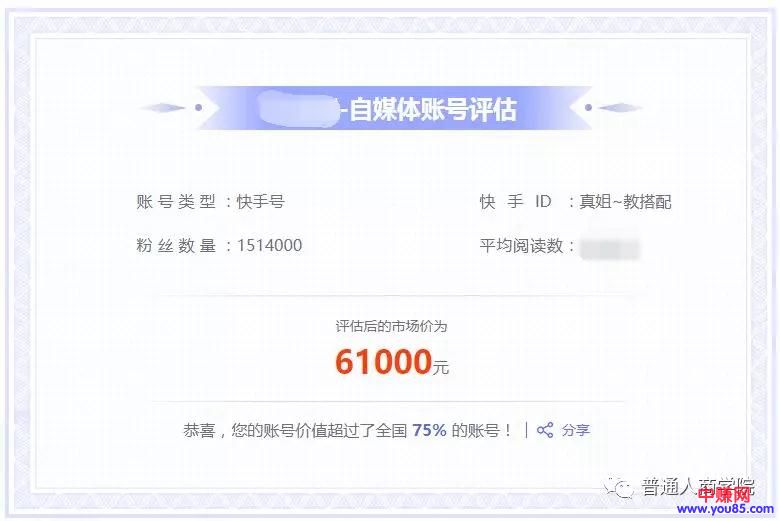 -自媒体账号评估
账号类型：快手号
快手ID：真姐~教搭配
粉丝数量：1514000
平均阅读数：
评估后的市场价为
61000元
恭喜，您的账号价值超过了全国 75% 的账号！ | 分享
普通人商学院
中赚网
www.you85.com